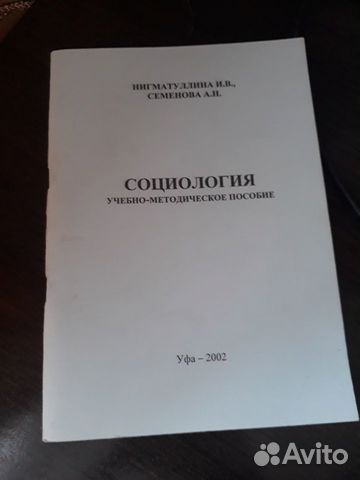 НИГМАТУЛЛИНА И.В.,
СЕМЕНОВА А.Н.
СОЦИОЛОГИЯ
УЧЕБНО-МЕТОДИЧЕСКОЕ ПОСОБИЕ
Уфа – 2002
Avito